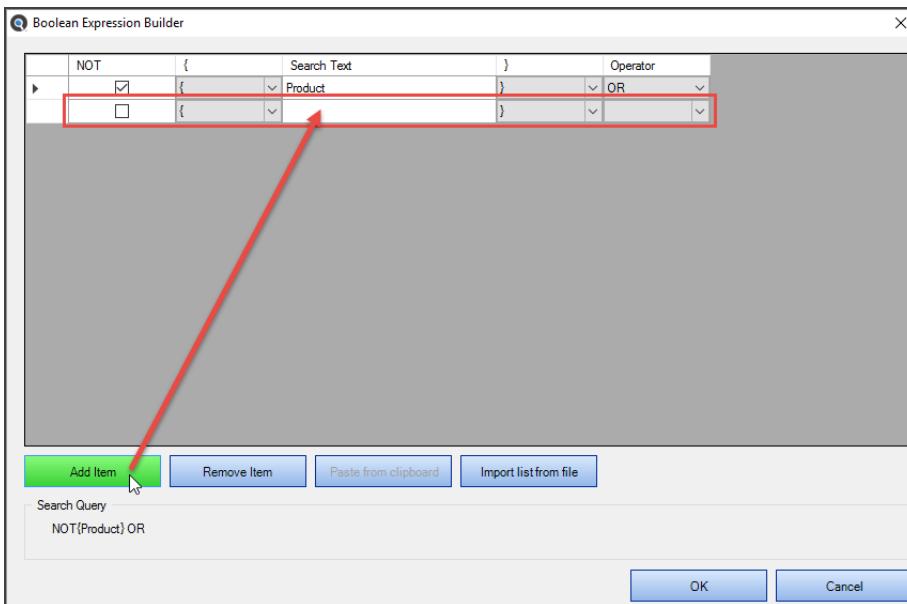 Boolean Expression Builder
NOT { Search Text } Operator
{ Product } OR
{ }
Add Item Remove Item Paste from clipboard Import list from file
Search Query
NOT{Product} OR
OK Cancel